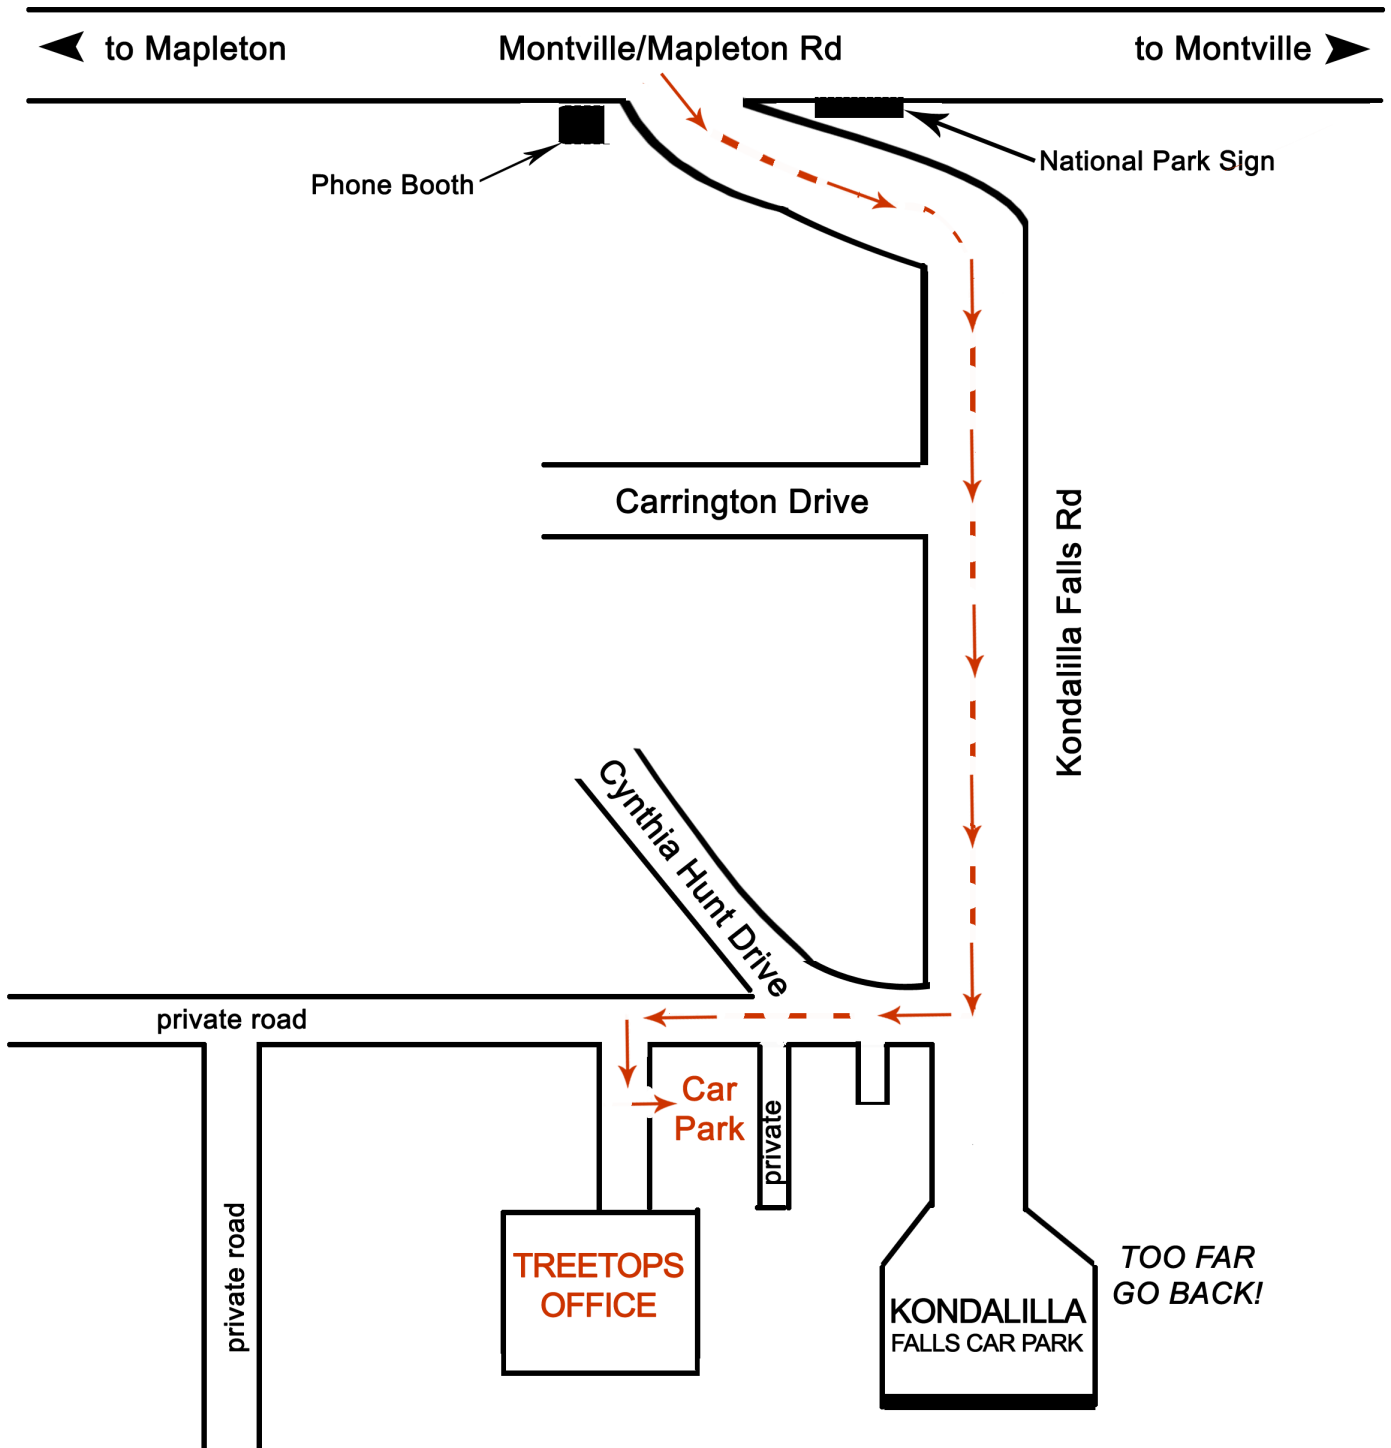 to Mapleton
Montville/Mapleton Rd
to Montville
National Park Sign
Phone Booth
Carrington Drive
Kondalilla Falls Rd
Cynthia Hunt Drive
private road
Car
Park
private
private road
TREETOPS
OFFICE
TOO FAR
GO BACK!
KONDALILLA
FALLS CAR PARK